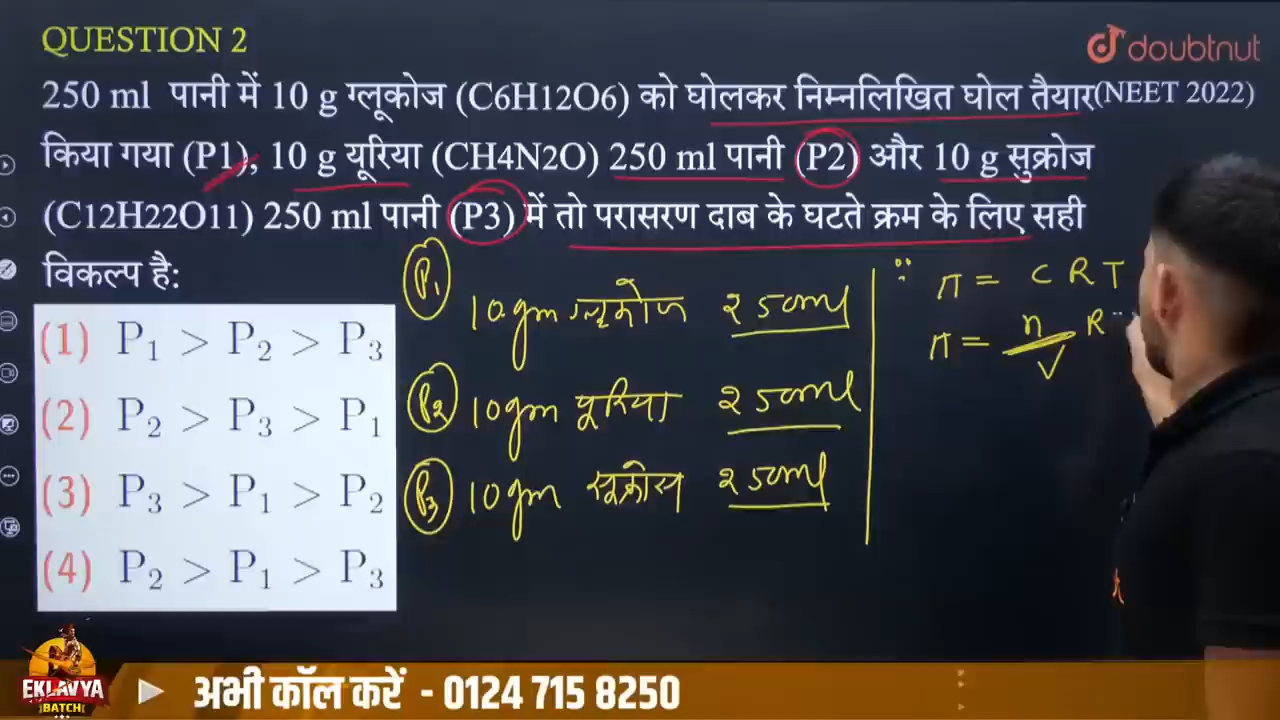 QUESTION 2
doubtnut
250 ml पानी में 10 g ग्लूकोज (C6H12O6) को घोलकर निम्नलिखित घोल तैयार(NEET 2022)
किया गया (P1), 10 g यूरिया (CH4N2O) 250 ml पानी (P2) और 10 g सुक्रोज
(C12H22O11) 250 ml पानी (P3) में तो परासरण दाब के घटते क्रम के लिए सही
विकल्प है:
(1) P1 > P2 > P3
(2) P2 > P3 > P1
(3) P3 > P1 > P2
(4) P2 > P1 > P3
P1 10gm ग्लूकोज 250ml
P2 10gm यूरिया 250ml
P3 10gm सूक्रोस 250ml
∵ π = C R T
π = n/V R
EKLAVYA
BATCH
अभी कॉल करें - 0124 715 8250